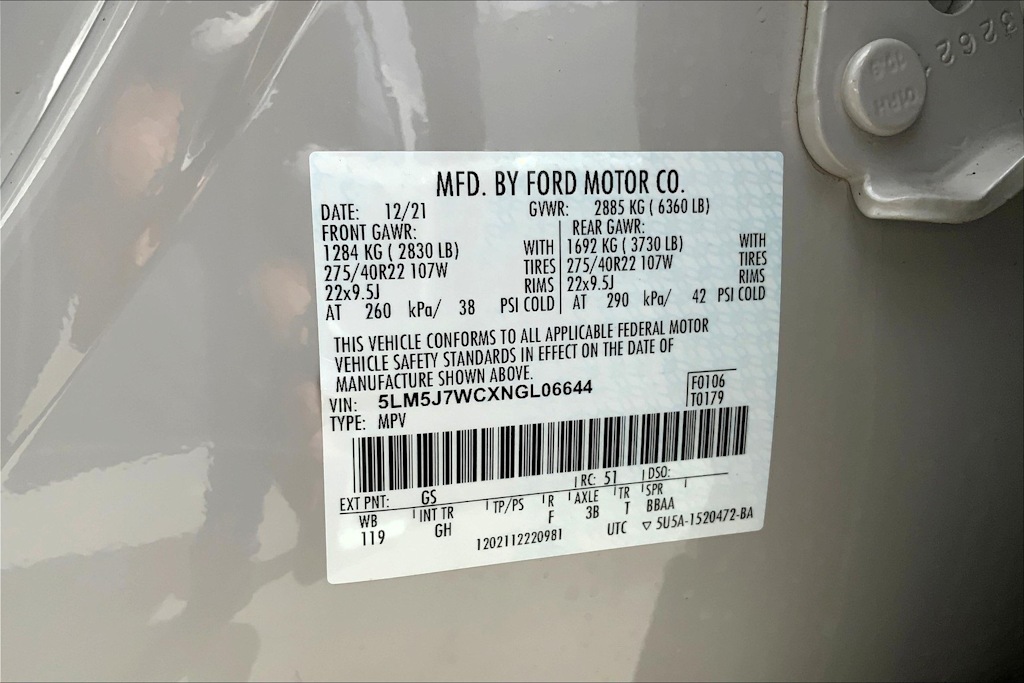 3262
10.9
01RH
MFD. BY FORD MOTOR CO.
DATE: 12/21 GVWR: 2885 KG ( 6360 LB)
FRONT GAWR: REAR GAWR:
1284 KG ( 2830 LB) WITH 1692 KG ( 3730 LB) WITH
275/40R22 107W TIRES 275/40R22 107W TIRES
22x9.5J RIMS 22x9.5J RIMS
AT 260 kPa/ 38 PSI COLD AT 290 kPa/ 42 PSI COLD
THIS VEHICLE CONFORMS TO ALL APPLICABLE FEDERAL MOTOR
VEHICLE SAFETY STANDARDS IN EFFECT ON THE DATE OF
MANUFACTURE SHOWN ABOVE.
VIN: 5LM5J7WCXNGL06644 F0106
TYPE: MPV T0179
EXT PNT: GS RC: 51 DSO:
WB INT TR TP/PS R AXLE TR SPR
119 GH F 3B T BBAA
1202112220981 UTC ▽ 5U5A-1520472-BA